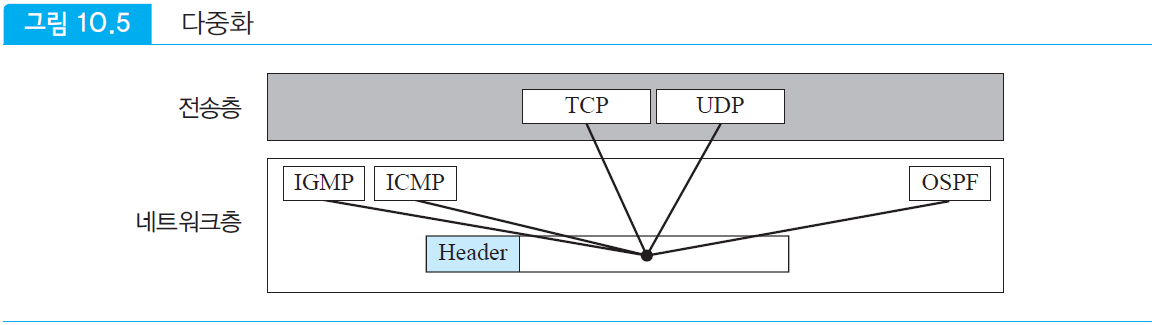 그림 10.5 다중화
전송층
TCP UDP
IGMP ICMP OSPF
네트워크층
Header